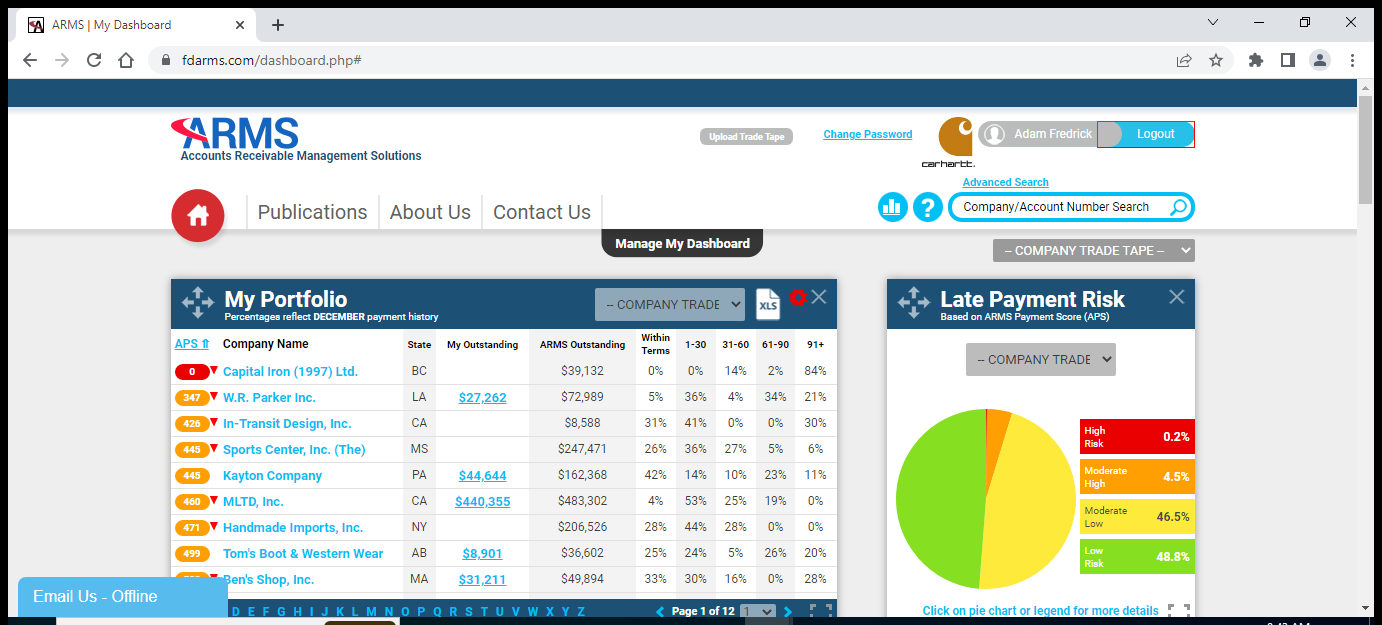 ARMS | My Dashboard
fdarms.com/dashboard.php#
ARMS
Accounts Receivable Management Solutions
Upload Trade Tape
Change Password
carhartt.
Adam Fredrick
Logout
Advanced Search
Publications
About Us
Contact Us
?
Company/Account Number Search
Manage My Dashboard
-- COMPANY TRADE TAPE --
My Portfolio
Percentages reflect DECEMBER payment history
-- COMPANY TRADE
XLS
APS ⇑ Company Name State My Outstanding ARMS Outstanding Within Terms 1-30 31-60 61-90 91+
0 Capital Iron (1997) Ltd. BC $39,132 0% 0% 14% 2% 84%
347 W.R. Parker Inc. LA $27,262 $72,989 5% 36% 4% 34% 21%
426 In-Transit Design, Inc. CA $8,588 31% 41% 0% 0% 30%
445 Sports Center, Inc. (The) MS $247,471 26% 36% 27% 5% 6%
445 Kayton Company PA $44,644 $162,368 42% 14% 10% 23% 11%
460 MLTD, Inc. CA $440,355 $483,302 4% 53% 25% 19% 0%
471 Handmade Imports, Inc. NY $206,526 28% 44% 28% 0% 0%
499 Tom's Boot & Western Wear AB $8,901 $36,602 25% 24% 5% 26% 20%
Ben's Shop, Inc. MA $31,211 $49,894 33% 30% 16% 0% 28%
D E F G H I J K L M N O P Q R S T U V W X Y Z
Page 1 of 12 1
Late Payment Risk
Based on ARMS Payment Score (APS)
-- COMPANY TRADE
High Risk 0.2%
Moderate High 4.5%
Moderate Low 46.5%
Low Risk 48.8%
Click on pie chart or legend for more details
Email Us - Offline